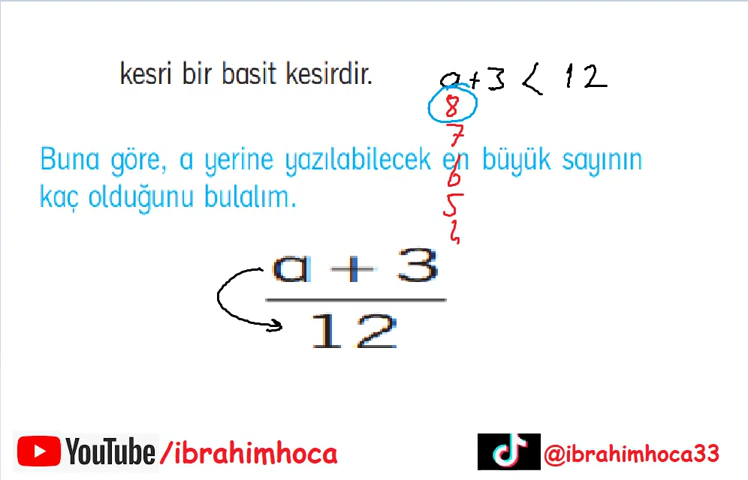 kesri bir basit kesirdir.
a+3 < 12
8
7
6
5
4
Buna göre, a yerine yazılabilecek en büyük sayının
kaç olduğunu bulalım.
a + 3
12
YouTube /ibrahimhoca
@ibrahimhoca33